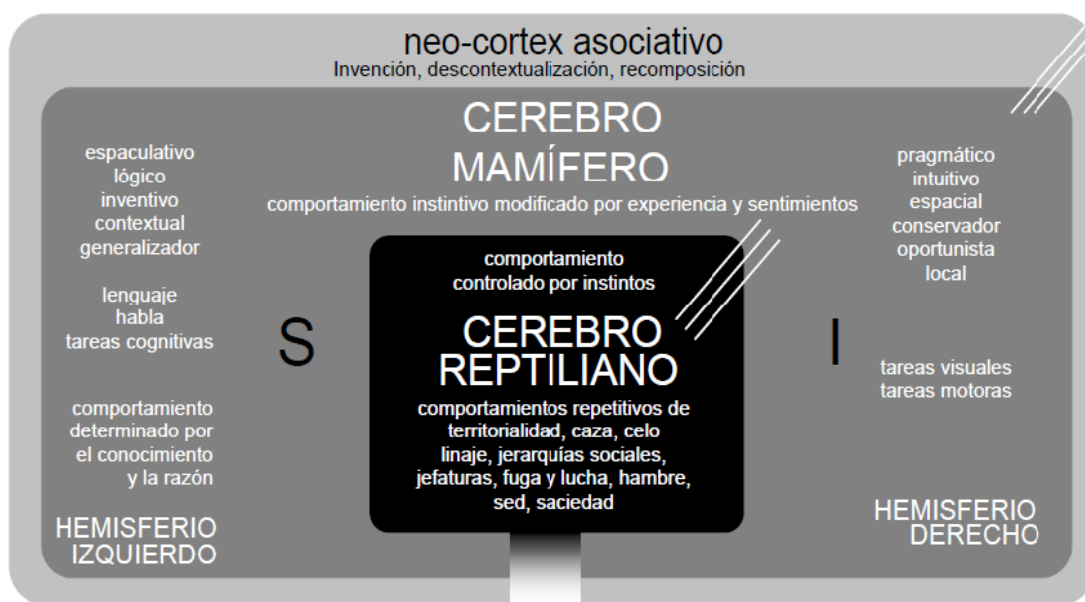 neo-cortex asociativo
Invención, descontextualización, recomposición
CEREBRO
MAMÍFERO
comportamiento instintivo modificado por experiencia y sentimientos
espaculativo
lógico
inventivo
contextual
generalizador
lenguaje
habla
tareas cognitivas
comportamiento
determinado por
el conocimiento
y la razón
HEMISFERIO
IZQUIERDO
S
comportamiento
controlado por instintos
CEREBRO
REPTILIANO
comportamientos repetitivos de
territorialidad, caza, celo
linaje, jerarquías sociales,
jefaturas, fuga y lucha, hambre,
sed, saciedad
I
pragmático
intuitivo
espacial
conservador
oportunista
local
tareas visuales
tareas motoras
HEMISFERIO
DERECHO